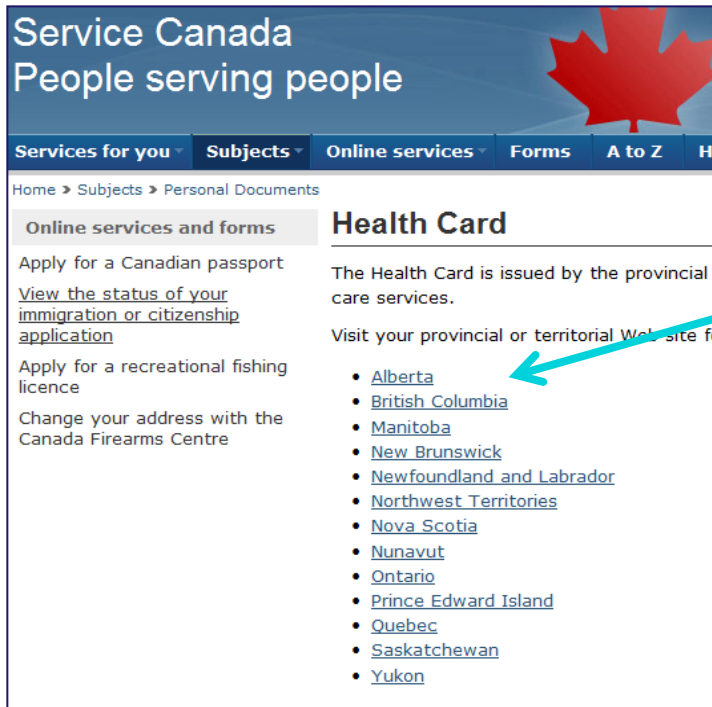 Service Canada
People serving people
Services for you Subjects Online services Forms A to Z H
Home > Subjects > Personal Documents
Online services and forms
Apply for a Canadian passport
View the status of your
immigration or citizenship
application
Apply for a recreational fishing
licence
Change your address with the
Canada Firearms Centre
Health Card
The Health Card is issued by the provincial
care services.
Visit your provincial or territorial Web site f
• Alberta
• British Columbia
• Manitoba
• New Brunswick
• Newfoundland and Labrador
• Northwest Territories
• Nova Scotia
• Nunavut
• Ontario
• Prince Edward Island
• Quebec
• Saskatchewan
• Yukon